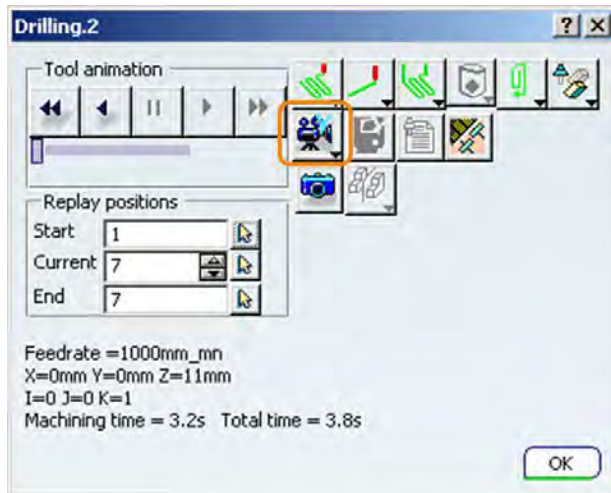 Drilling.2
Tool animation
Replay positions
Start 1
Current 7
End 7
Feedrate =1000mm_mn
X=0mm Y=0mm Z=11mm
I=0 J=0 K=1
Machining time = 3.2s Total time = 3.8s
OK